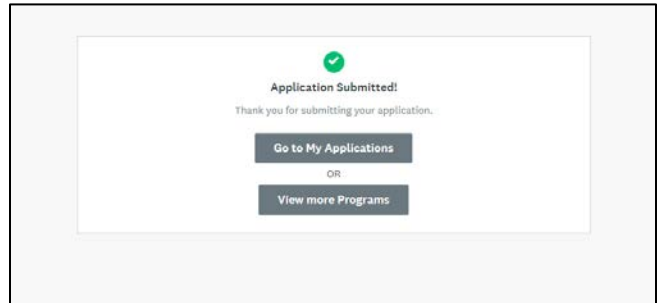 Application Submitted!
Thank you for submitting your application.
Go to My Applications
OR
View more Programs